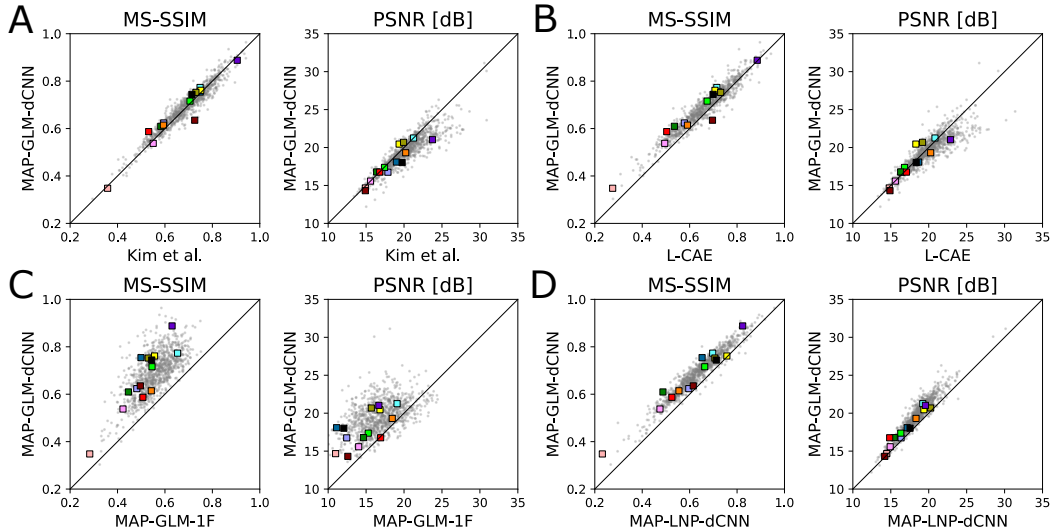 A
MS-SSIM
PSNR [dB]
B
MS-SSIM
PSNR [dB]
MAP-GLM-dCNN
1.0
0.8
0.6
0.4
0.2
0.2 0.4 0.6 0.8 1.0
Kim et al.
MAP-GLM-dCNN
35
30
25
20
15
10
10 15 20 25 30 35
Kim et al.
MAP-GLM-dCNN
1.0
0.8
0.6
0.4
0.2
0.2 0.4 0.6 0.8 1.0
L-CAE
MAP-GLM-dCNN
35
30
25
20
15
10
10 15 20 25 30 35
L-CAE
C
MS-SSIM
PSNR [dB]
D
MS-SSIM
PSNR [dB]
MAP-GLM-dCNN
1.0
0.8
0.6
0.4
0.2
0.2 0.4 0.6 0.8 1.0
MAP-GLM-1F
MAP-GLM-dCNN
35
30
25
20
15
10
10 15 20 25 30 35
MAP-GLM-1F
MAP-GLM-dCNN
1.0
0.8
0.6
0.4
0.2
0.2 0.4 0.6 0.8 1.0
MAP-LNP-dCNN
MAP-GLM-dCNN
35
30
25
20
15
10
10 15 20 25 30 35
MAP-LNP-dCNN